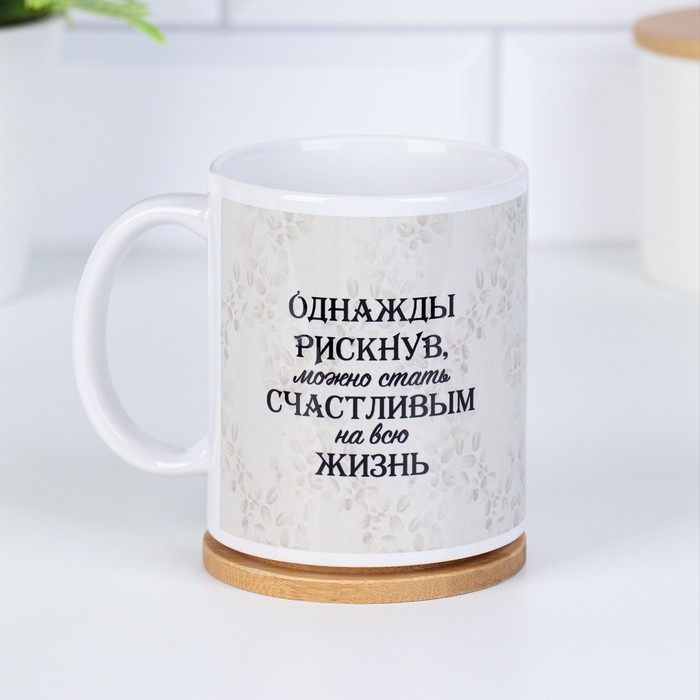 ОДНАЖДЫ
РИСКНУВ,
можно стать
СЧАСТЛИВЫМ
на всю
ЖИЗНЬ